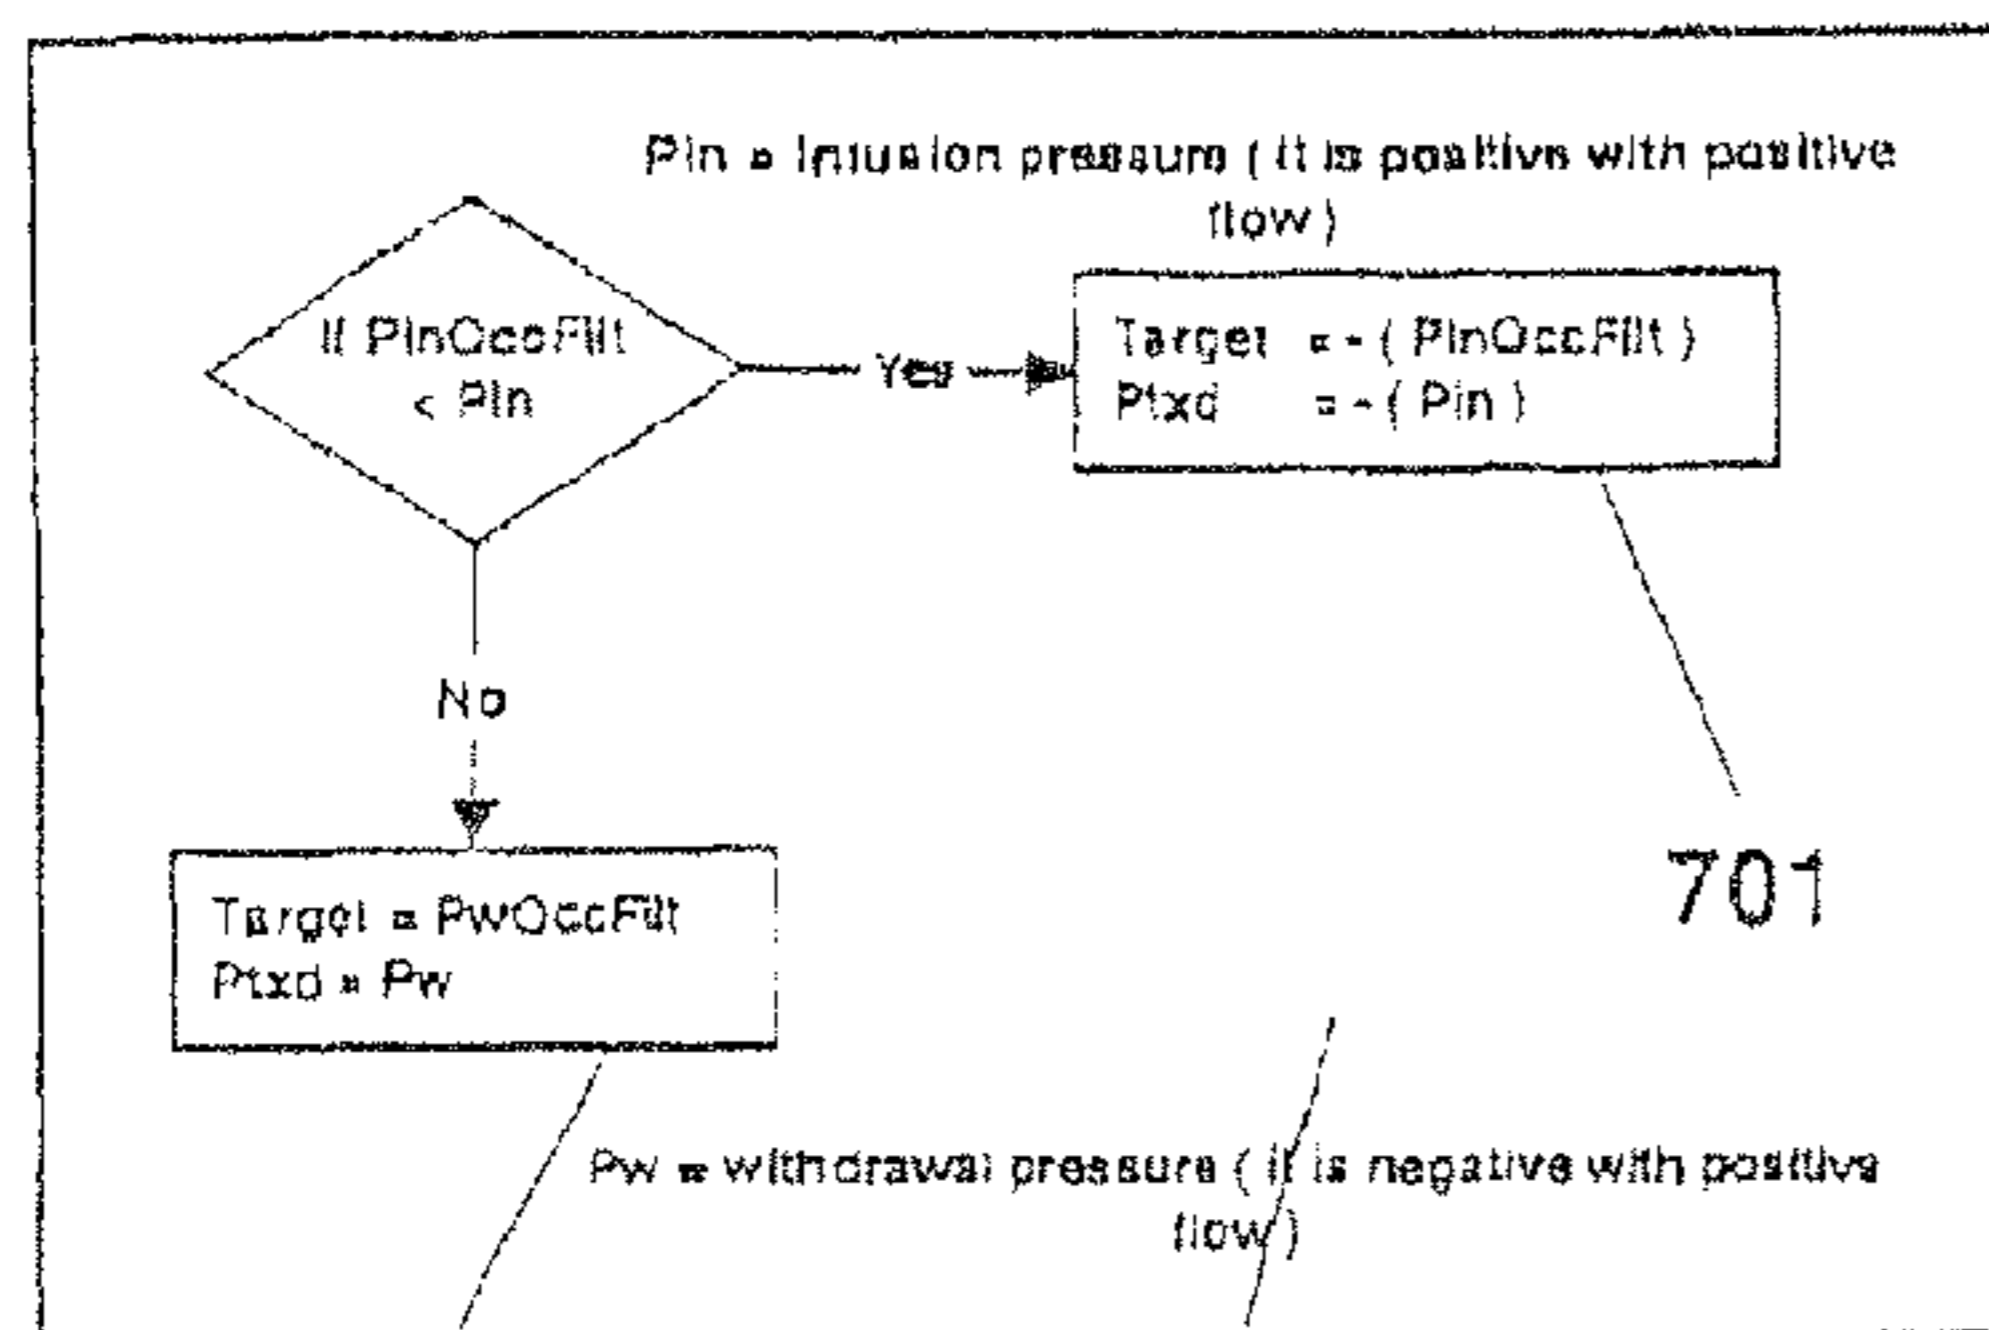 Pin = Infusion pressure ( it is positive with positive
flow )
If PinOccFilt
< Pin
Yes
Target = - ( PinOccFilt )
Ptxd = - ( Pin )
No
701
Target = PwOccFilt
Ptxd = Pw
Pw = withdrawal pressure ( it is negative with positive
flow )